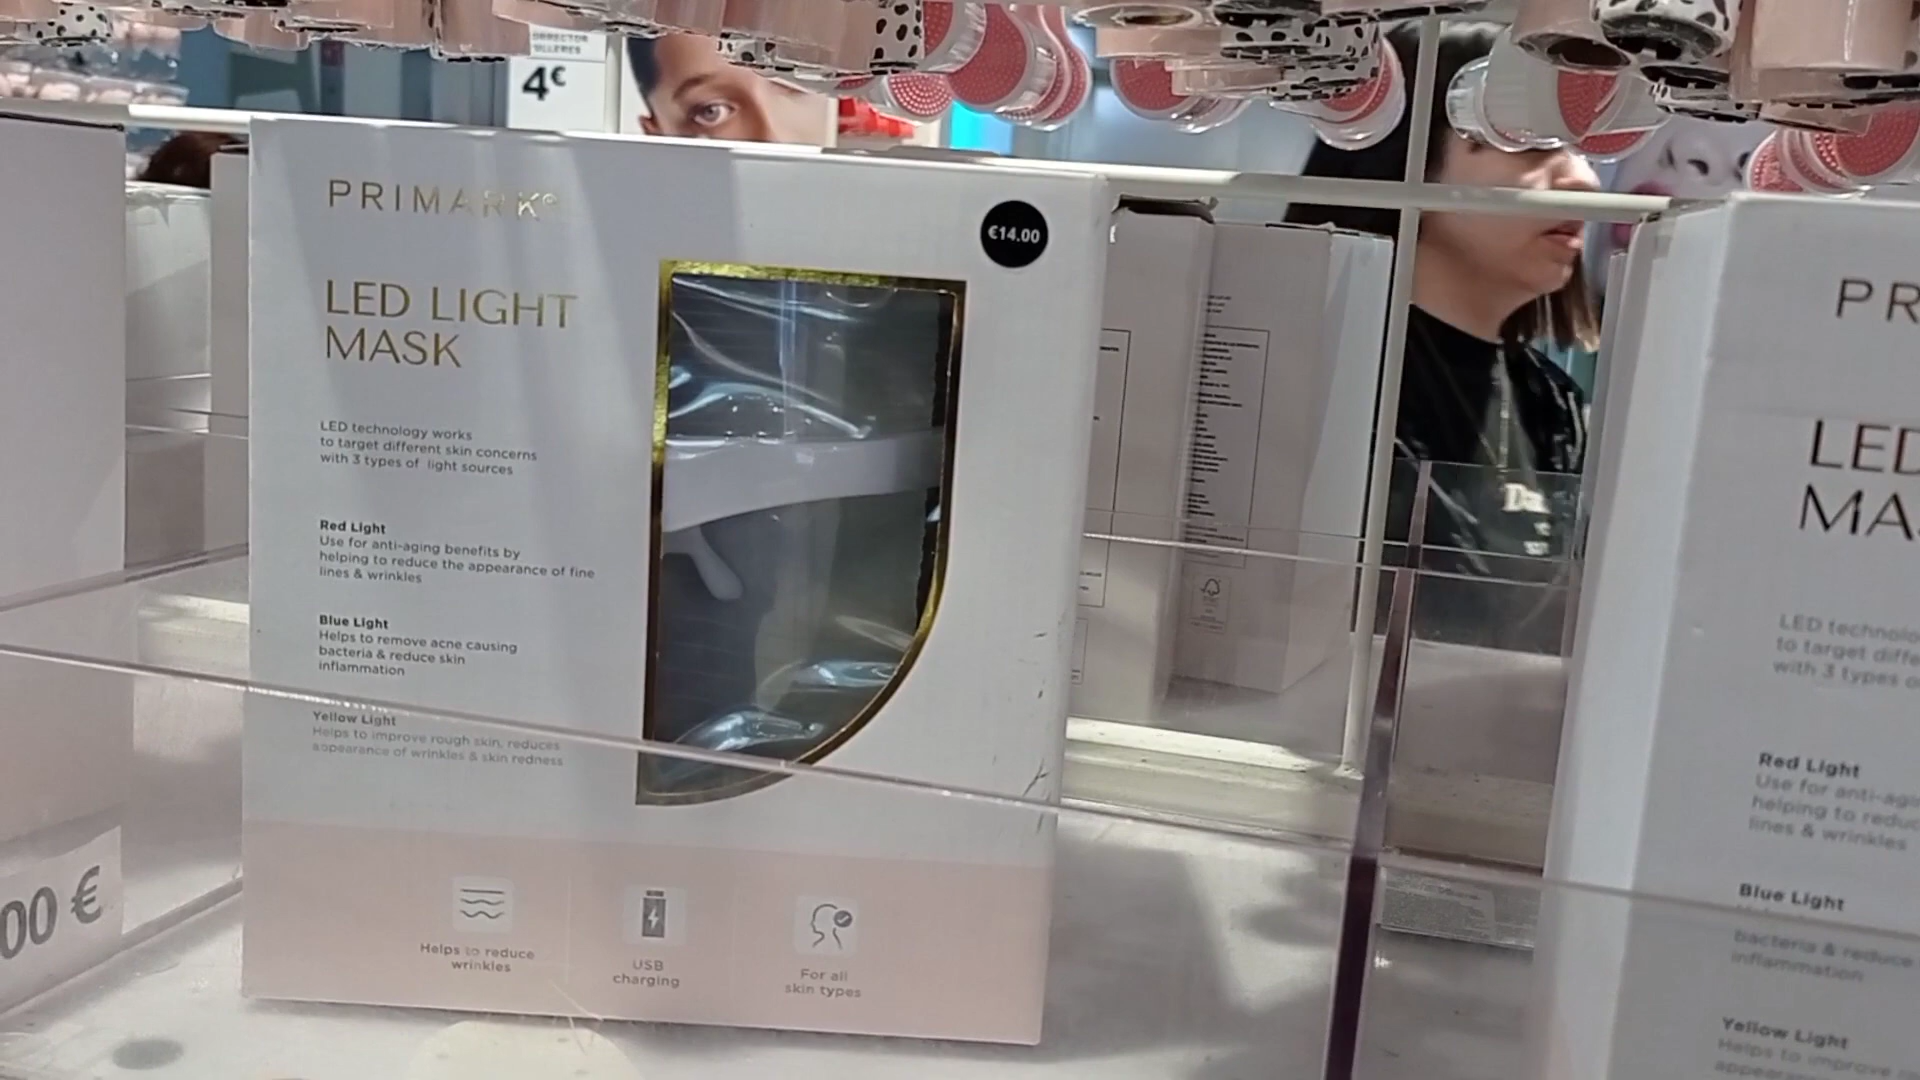 4€
PRIMARK®
€14.00
LED LIGHT
MASK
LED technology works
to target different skin concerns
with 3 types of light sources
Red Light
Use for anti-aging benefits by
helping to reduce the appearance of fine
lines & wrinkles
Blue Light
Helps to remove acne causing
bacteria & reduce skin
inflammation
Yellow Light
Helps to improve rough skin, reduces
appearance of wrinkles & skin redness
Helps to reduce
wrinkles
USB
charging
For all
skin types
00 €
PR
LED
MA
LED technolo
to target diffe
with 3 types o
Red Light
Use for anti-agi
helping to reduc
lines & wrinkles
Blue Light
bacteria & reduce
inflammation
Yellow Light
Helps to improve